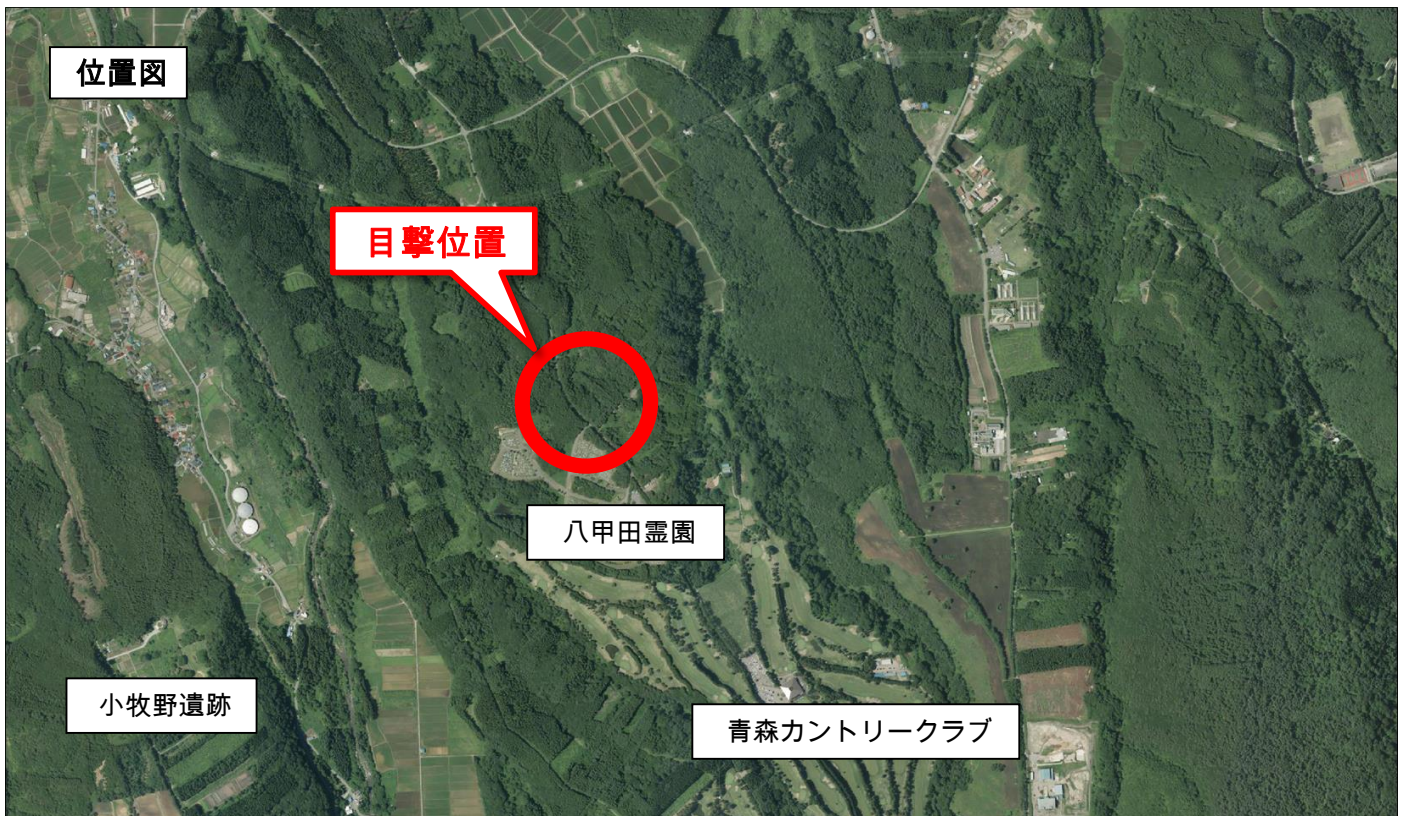 位置図
目撃位置
八甲田霊園
小牧野遺跡
青森カントリークラブ